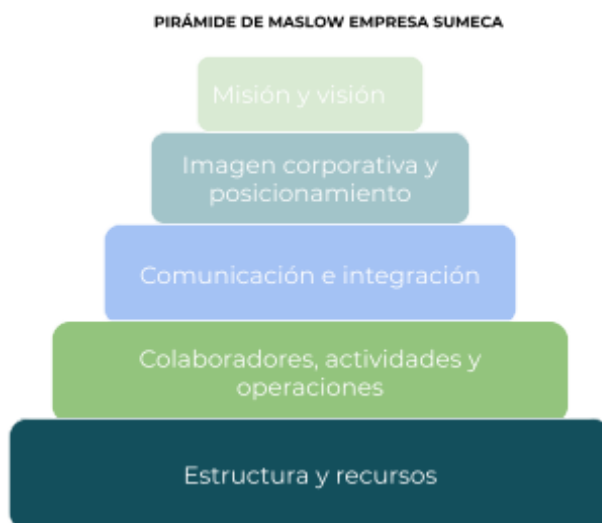 PIRÁMIDE DE MASLOW EMPRESA SUMECA
Misión y visión
Imagen corporativa y
posicionamiento
Comunicación e integración
Colaboradores, actividades y
operaciones
Estructura y recursos